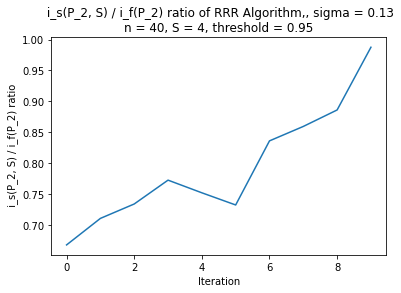 i_s(P_2, S) / i_f(P_2) ratio of RRR Algorithm,, sigma = 0.13
n = 40, S = 4, threshold = 0.95
1.00
0.95
0.90
0.85
0.80
0.75
0.70
i_s(P_2, S) / i_f(P_2) ratio
0 2 4 6 8
Iteration